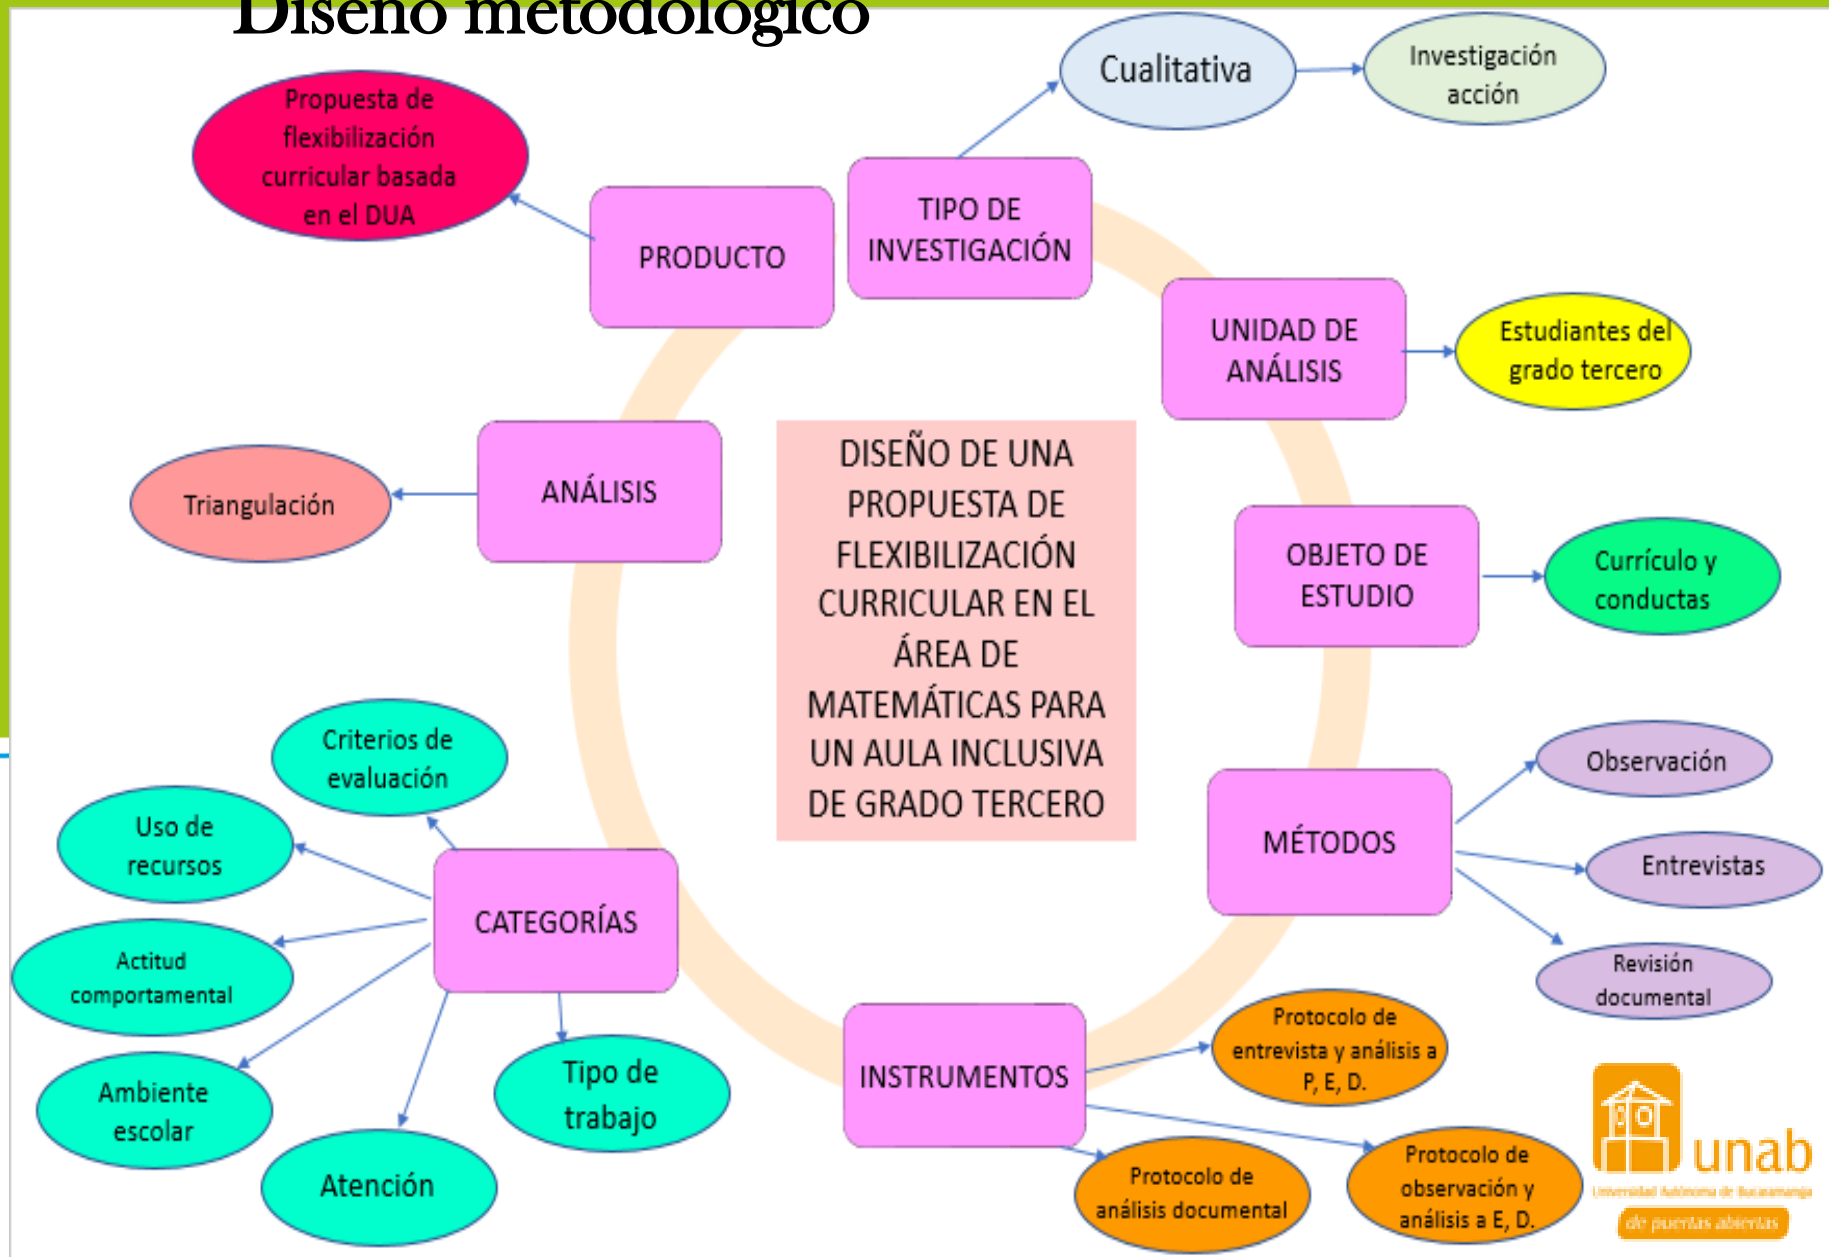 Diseño metodológico
Propuesta de
flexibilización
curricular basada
en el DUA
PRODUCTO
TIPO DE
INVESTIGACIÓN
Cualitativa
Investigación
acción
UNIDAD DE
ANÁLISIS
Estudiantes del
grado tercero
OBJETO DE
ESTUDIO
Currículo y
conductas
MÉTODOS
Observación
Entrevistas
Revisión
documental
INSTRUMENTOS
Protocolo de
entrevista y análisis a
P, E, D.
Protocolo de
observación y
análisis a E, D.
Protocolo de
análisis documental
CATEGORÍAS
Criterios de
evaluación
Uso de
recursos
Actitud
comportamental
Ambiente
escolar
Atención
Tipo de
trabajo
ANÁLISIS
Triangulación
DISEÑO DE UNA
PROPUESTA DE
FLEXIBILIZACIÓN
CURRICULAR EN EL
ÁREA DE
MATEMÁTICAS PARA
UN AULA INCLUSIVA
DE GRADO TERCERO
unab
Universidad Autónoma de Bucaramanga
de puertas abiertas